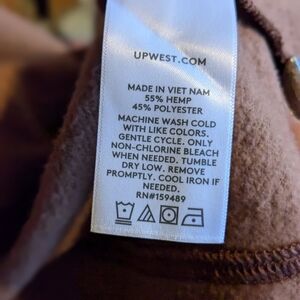 UPWEST.COM
MADE IN VIET NAM
55% HEMP
45% POLYESTER
MACHINE WASH COLD
WITH LIKE COLORS.
GENTLE CYCLE. ONLY
NON-CHLORINE BLEACH
WHEN NEEDED. TUMBLE
DRY LOW. REMOVE
PROMPTLY. COOL IRON IF
NEEDED.
RN#159489